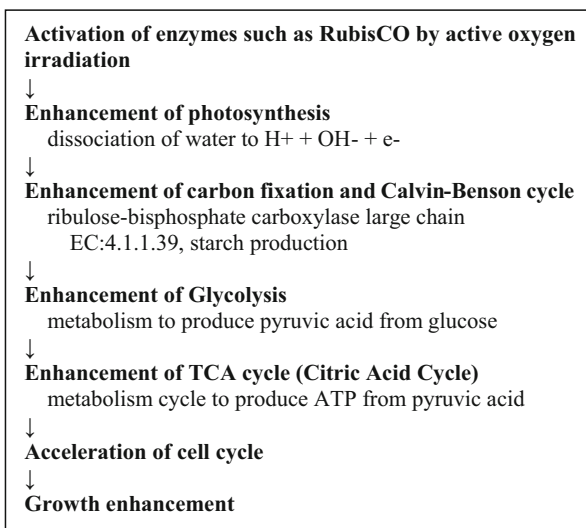 Activation of enzymes such as RubisCO by active oxygen
irradiation
↓
Enhancement of photosynthesis
dissociation of water to H+ + OH- + e-
↓
Enhancement of carbon fixation and Calvin-Benson cycle
ribulose-bisphosphate carboxylase large chain
EC:4.1.1.39, starch production
↓
Enhancement of Glycolysis
metabolism to produce pyruvic acid from glucose
↓
Enhancement of TCA cycle (Citric Acid Cycle)
metabolism cycle to produce ATP from pyruvic acid
↓
Acceleration of cell cycle
↓
Growth enhancement